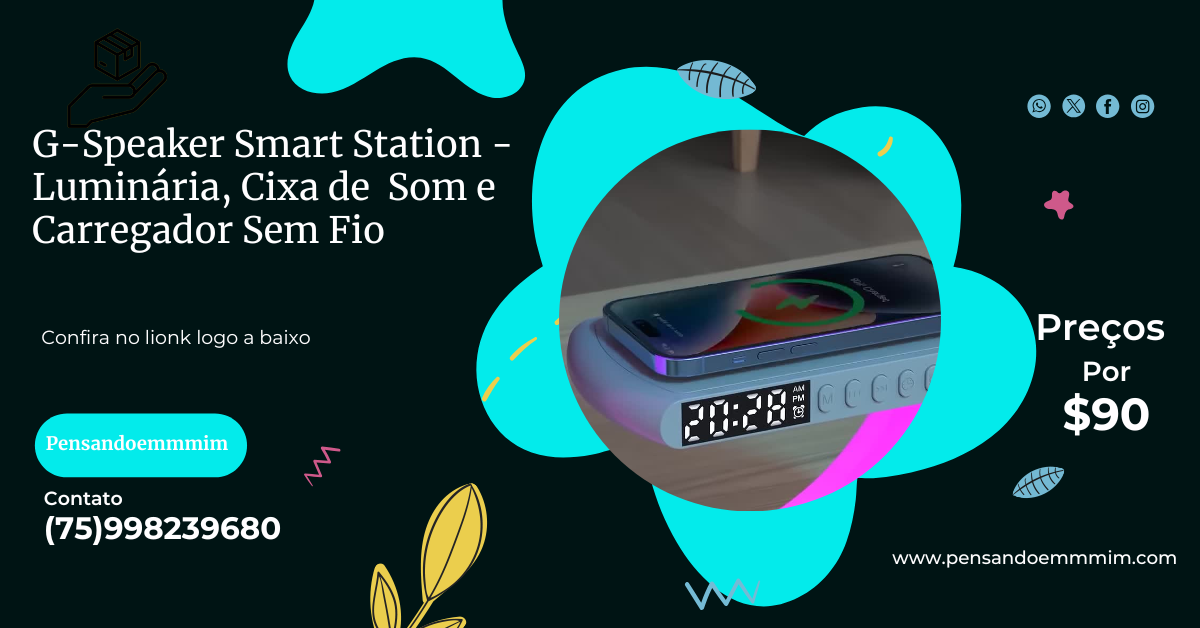 G-Speaker Smart Station -
Luminária, Cixa de Som e
Carregador Sem Fio
Confira no lionk logo a baixo
Pensandoemmmim
Contato
(75)998239680
20:28
AM
PM
M
Preços
Por
$90
www.pensandoemmmim.com